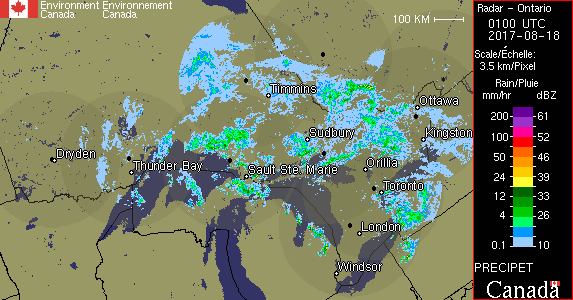 Environment Environnement
Canada Canada
100 KM
Timmins
Ottawa
Sudbury
Kingston
Dryden
Thunder Bay
Sault Ste. Marie
Orillia
Toronto
London
Windsor
Radar - Ontario
0100 UTC
2017-08-18
Scale/Échelle:
3.5 km/Pixel
Rain/Pluie
mm/hr dBZ
200 61
100 52
50 46
24 39
12 33
4 26
0.1 10
PRECIPET
Canada